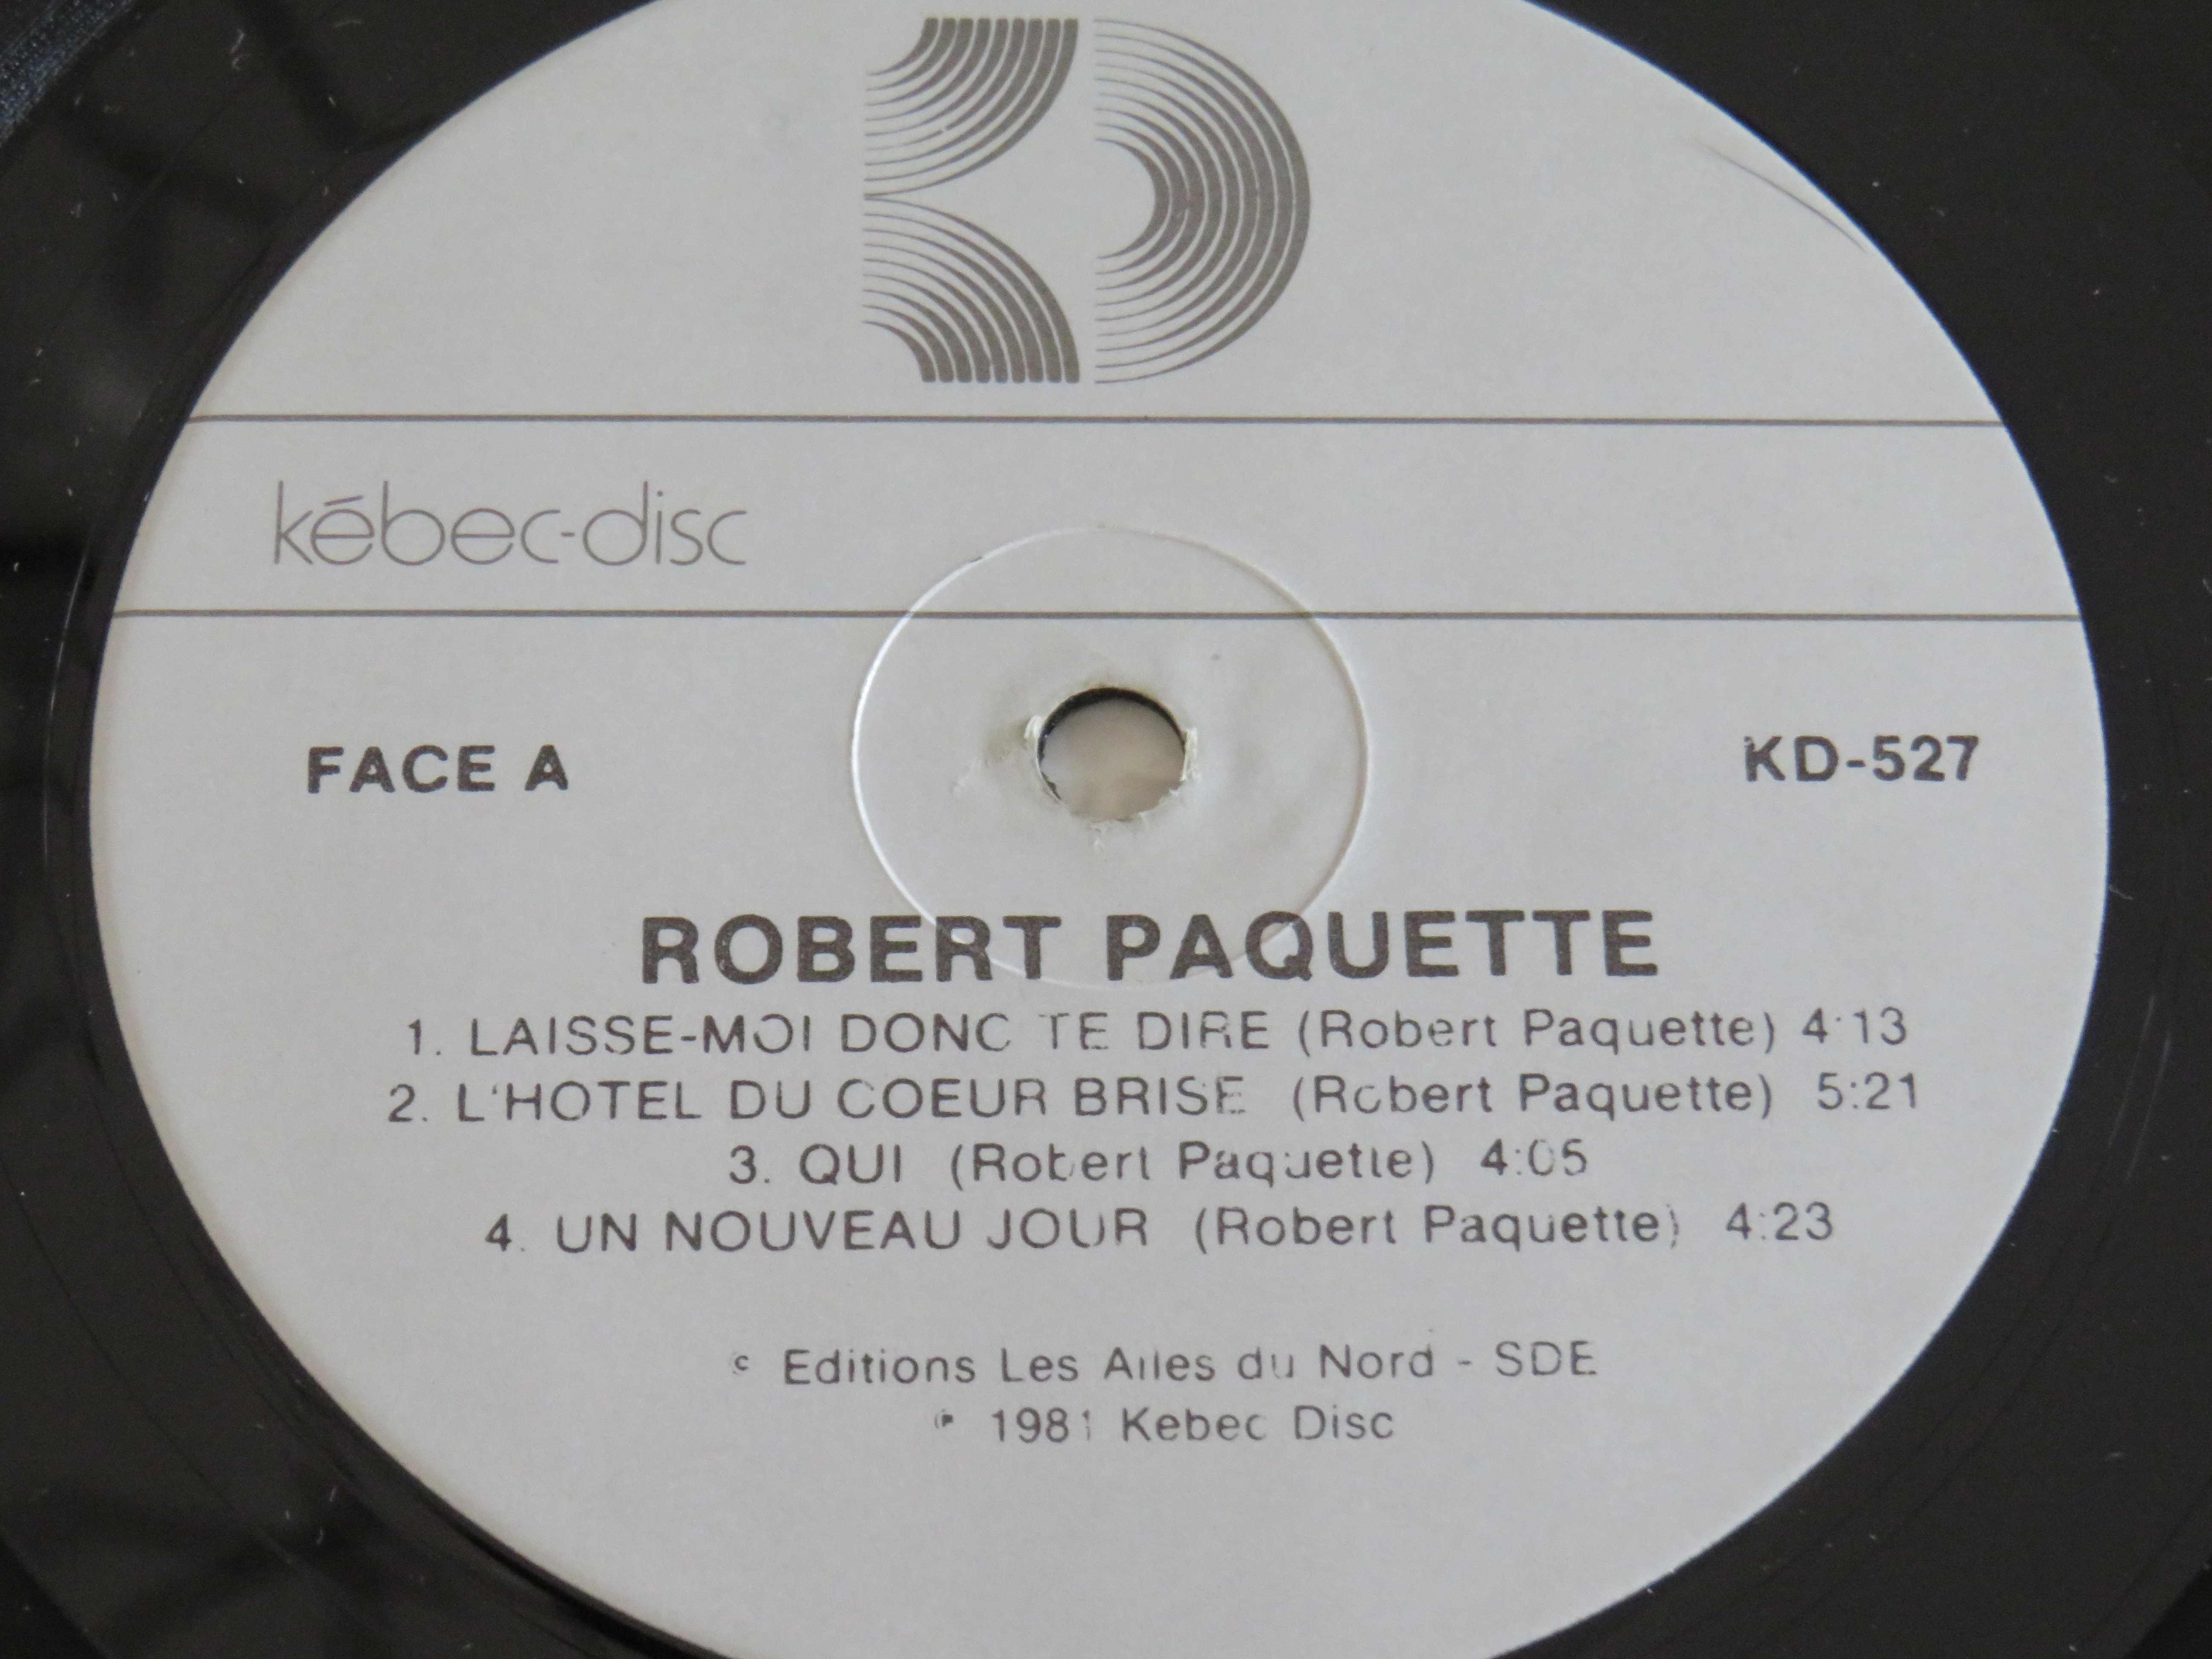 KD
kébec-disc
FACE A
KD-527
ROBERT PAQUETTE
1. LAISSE-MOI DONC TE DIRE (Robert Paquette) 4:13
2. L'HOTEL DU COEUR BRISE (Robert Paquette) 5:21
3. QUI (Robert Paquette) 4:05
4. UN NOUVEAU JOUR (Robert Paquette) 4:23
© Editions Les Ailes du Nord - SDE
℗ 1981 Kebec Disc